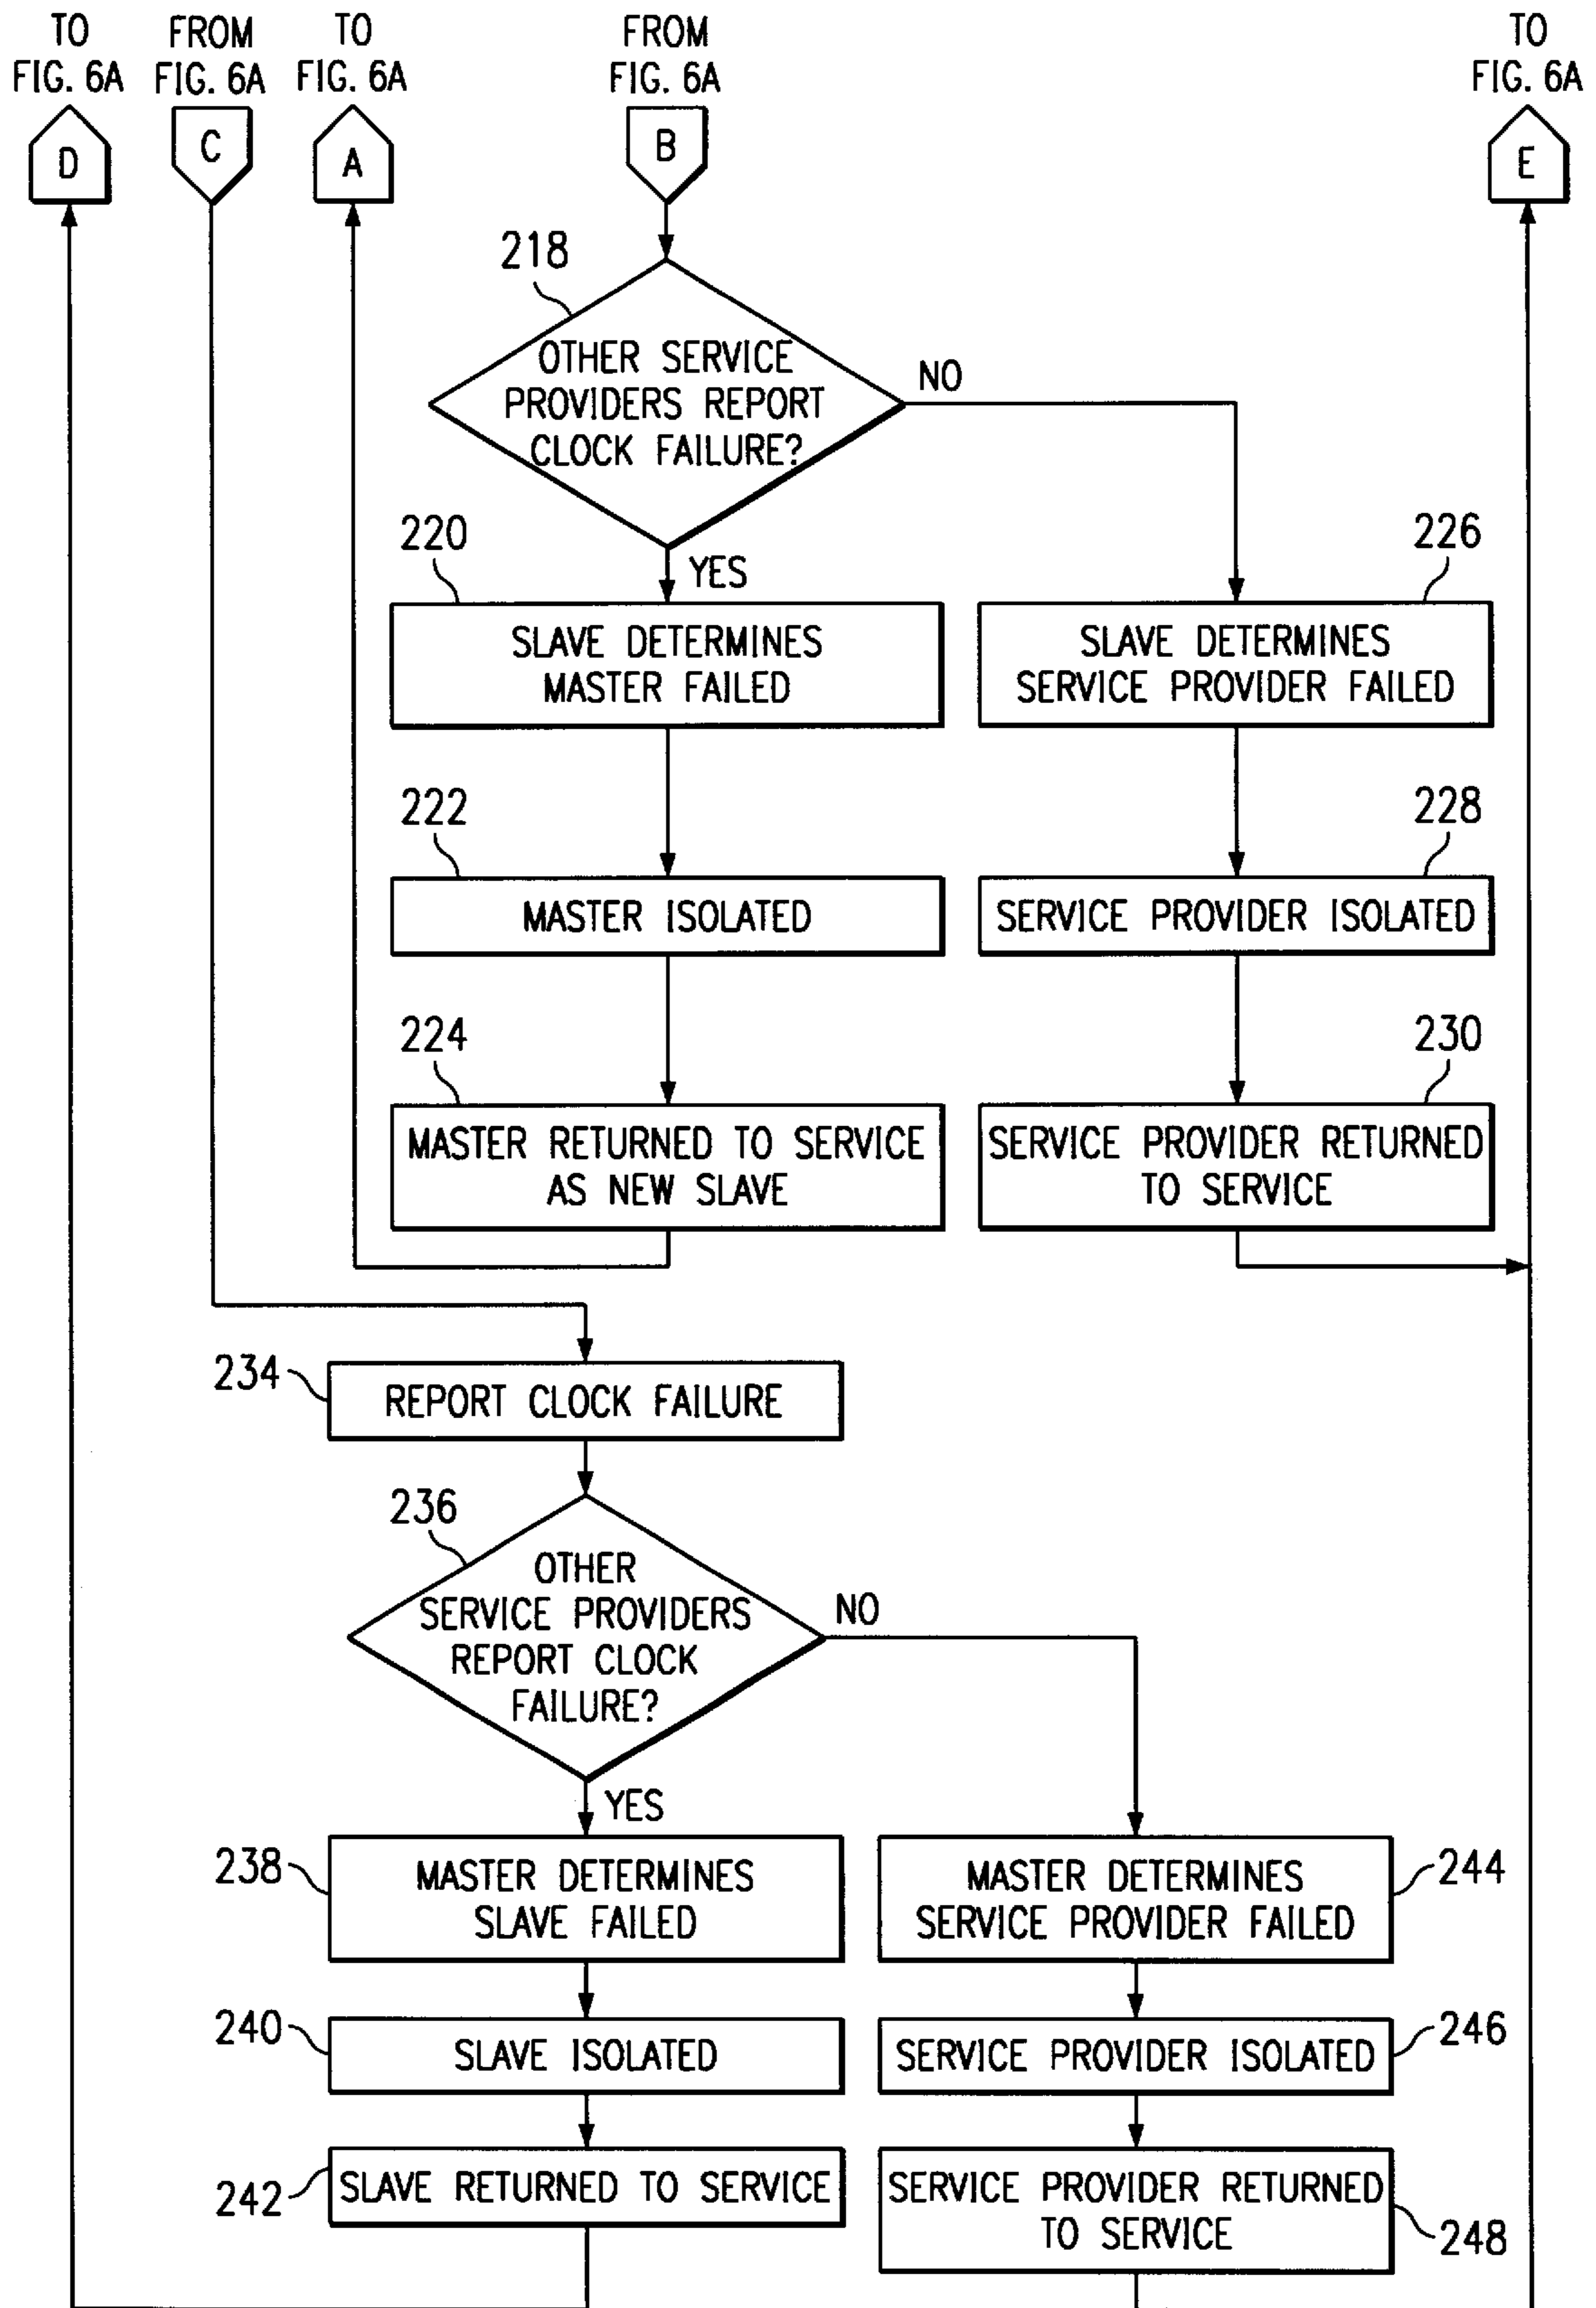 TO
FIG. 6A
FROM
FIG. 6A
TO
FIG. 6A
FROM
FIG. 6A
TO
FIG. 6A
D
C
A
B
E
218
OTHER SERVICE
PROVIDERS REPORT
CLOCK FAILURE?
NO
YES
220
SLAVE DETERMINES
MASTER FAILED
226
SLAVE DETERMINES
SERVICE PROVIDER FAILED
222
MASTER ISOLATED
228
SERVICE PROVIDER ISOLATED
224
MASTER RETURNED TO SERVICE
AS NEW SLAVE
230
SERVICE PROVIDER RETURNED
TO SERVICE
234
REPORT CLOCK FAILURE
236
OTHER
SERVICE PROVIDERS
REPORT CLOCK
FAILURE?
NO
YES
238
MASTER DETERMINES
SLAVE FAILED
MASTER DETERMINES
SERVICE PROVIDER FAILED
244
240
SLAVE ISOLATED
SERVICE PROVIDER ISOLATED
246
242
SLAVE RETURNED TO SERVICE
SERVICE PROVIDER RETURNED
TO SERVICE
248